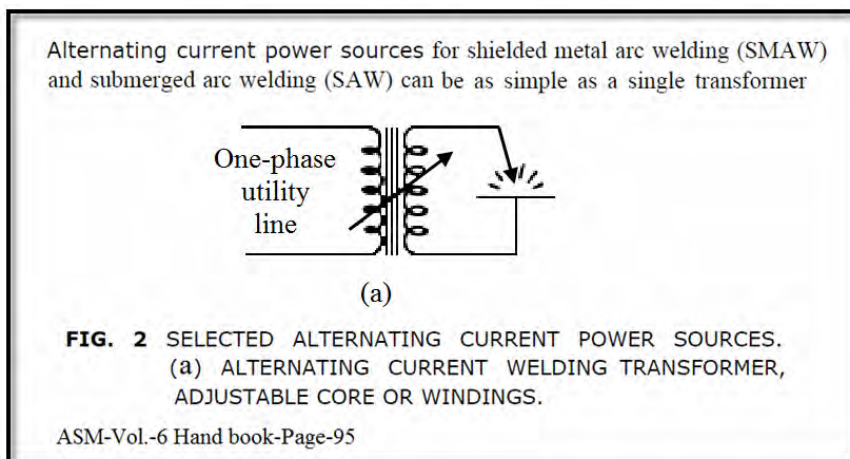 Alternating current power sources for shielded metal arc welding (SMAW)
and submerged arc welding (SAW) can be as simple as a single transformer
One-phase
utility
line
(a)
FIG. 2 SELECTED ALTERNATING CURRENT POWER SOURCES.
(a) ALTERNATING CURRENT WELDING TRANSFORMER,
ADJUSTABLE CORE OR WINDINGS.
ASM-Vol.-6 Hand book-Page-95